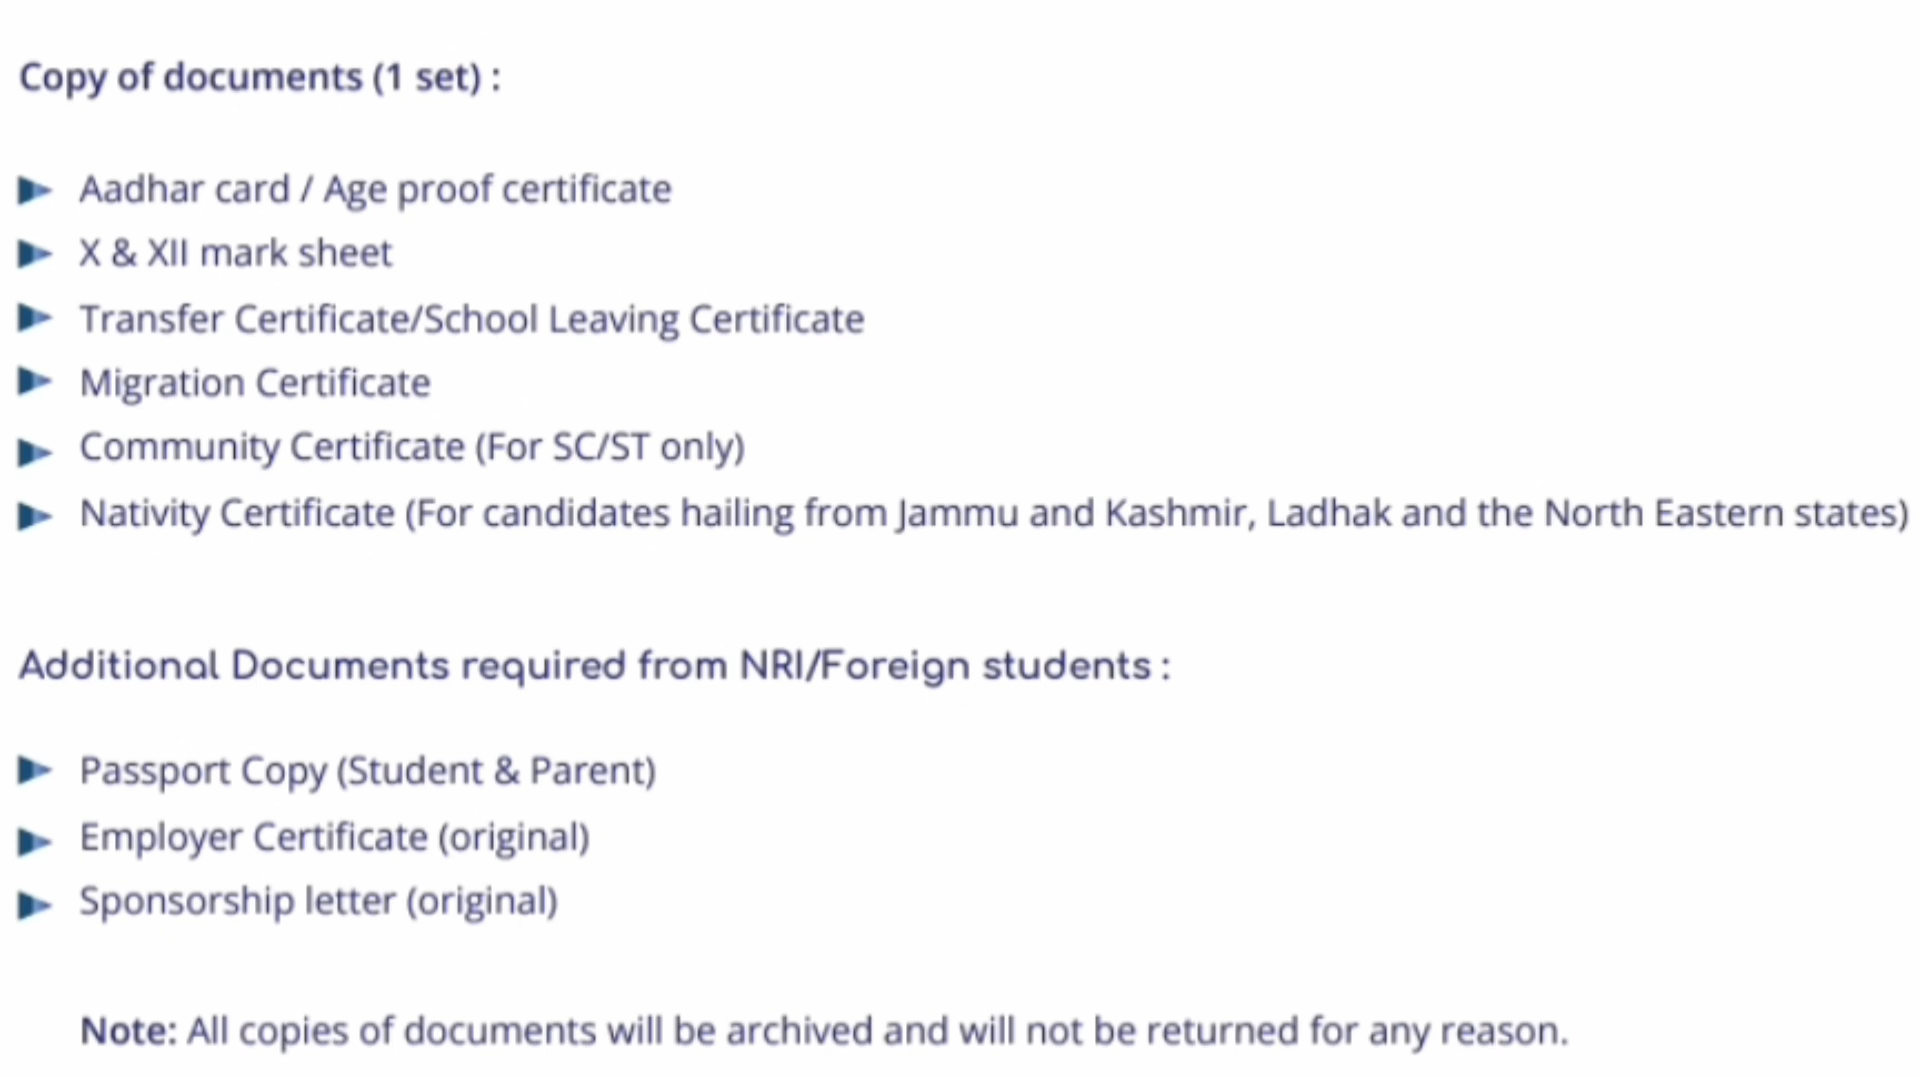 Copy of documents (1 set) :
Aadhar card / Age proof certificate
X & XII mark sheet
Transfer Certificate/School Leaving Certificate
Migration Certificate
Community Certificate (For SC/ST only)
Nativity Certificate (For candidates hailing from Jammu and Kashmir, Ladhak and the North Eastern states)
Additional Documents required from NRI/Foreign students :
Passport Copy (Student & Parent)
Employer Certificate (original)
Sponsorship letter (original)
Note: All copies of documents will be archived and will not be returned for any reason.